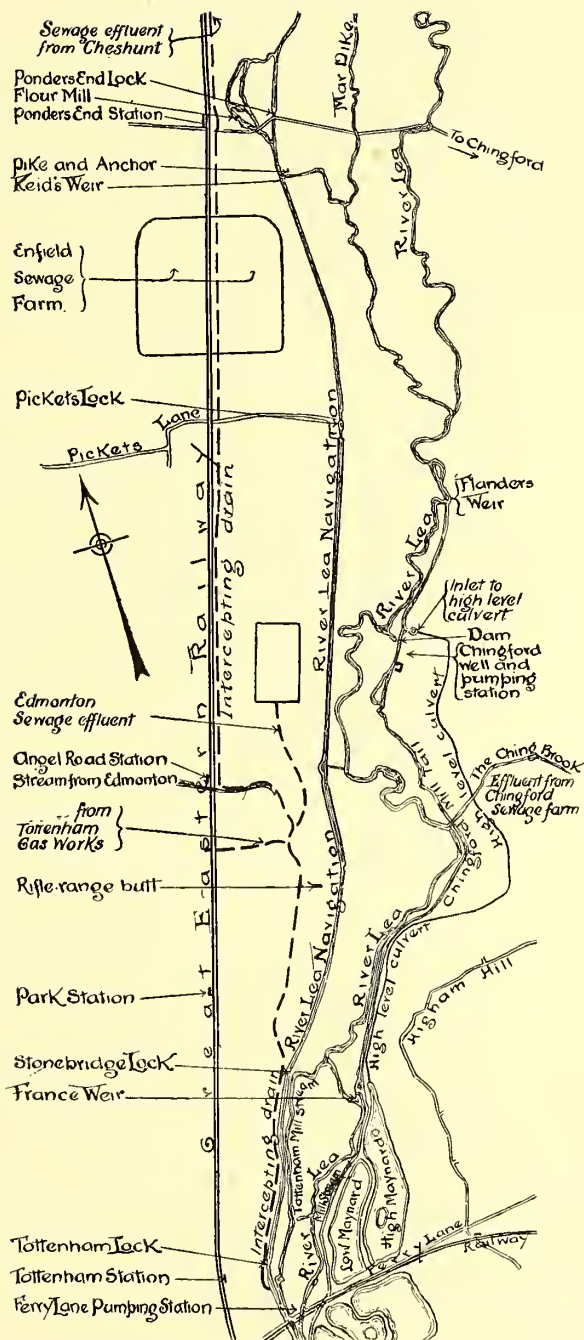 Sewage effluent
from Cheshunt
Ponders End Lock
Flour Mill
Ponders End Station
Mar Dike
To Chingford
Pike and Anchor
Keid's Weir
River Lea
Enfield
Sewage
Farm.
Pickets Lock
Pickets Lane
River Lea Navigation
Flanders
Weir
Great Eastern Railway
Intercepting drain
River Lea
Inlet to
high level
culvert
Dam
Chingford
well and
pumping
station
Edmonton
Sewage effluent
High level culvert
Chingford Mill Tail
The Ching Brook
Effluent from
Chingford
Sewage farm
Angel Road Station
Stream from Edmonton
from
Tottenham
Gas Works
Rifle-range butt
River Lea Navigation
River Lea
High level culvert
Higham Hill
Park Station
Stonebridge Lock
France Weir
Intercepting drain
Tottenham Mill Stream
River Lea
Mill Stream
Low Maynard
High Maynard
Ferry Lane
Railway
Tottenham Lock
Tottenham Station
Ferry Lane Pumping Station